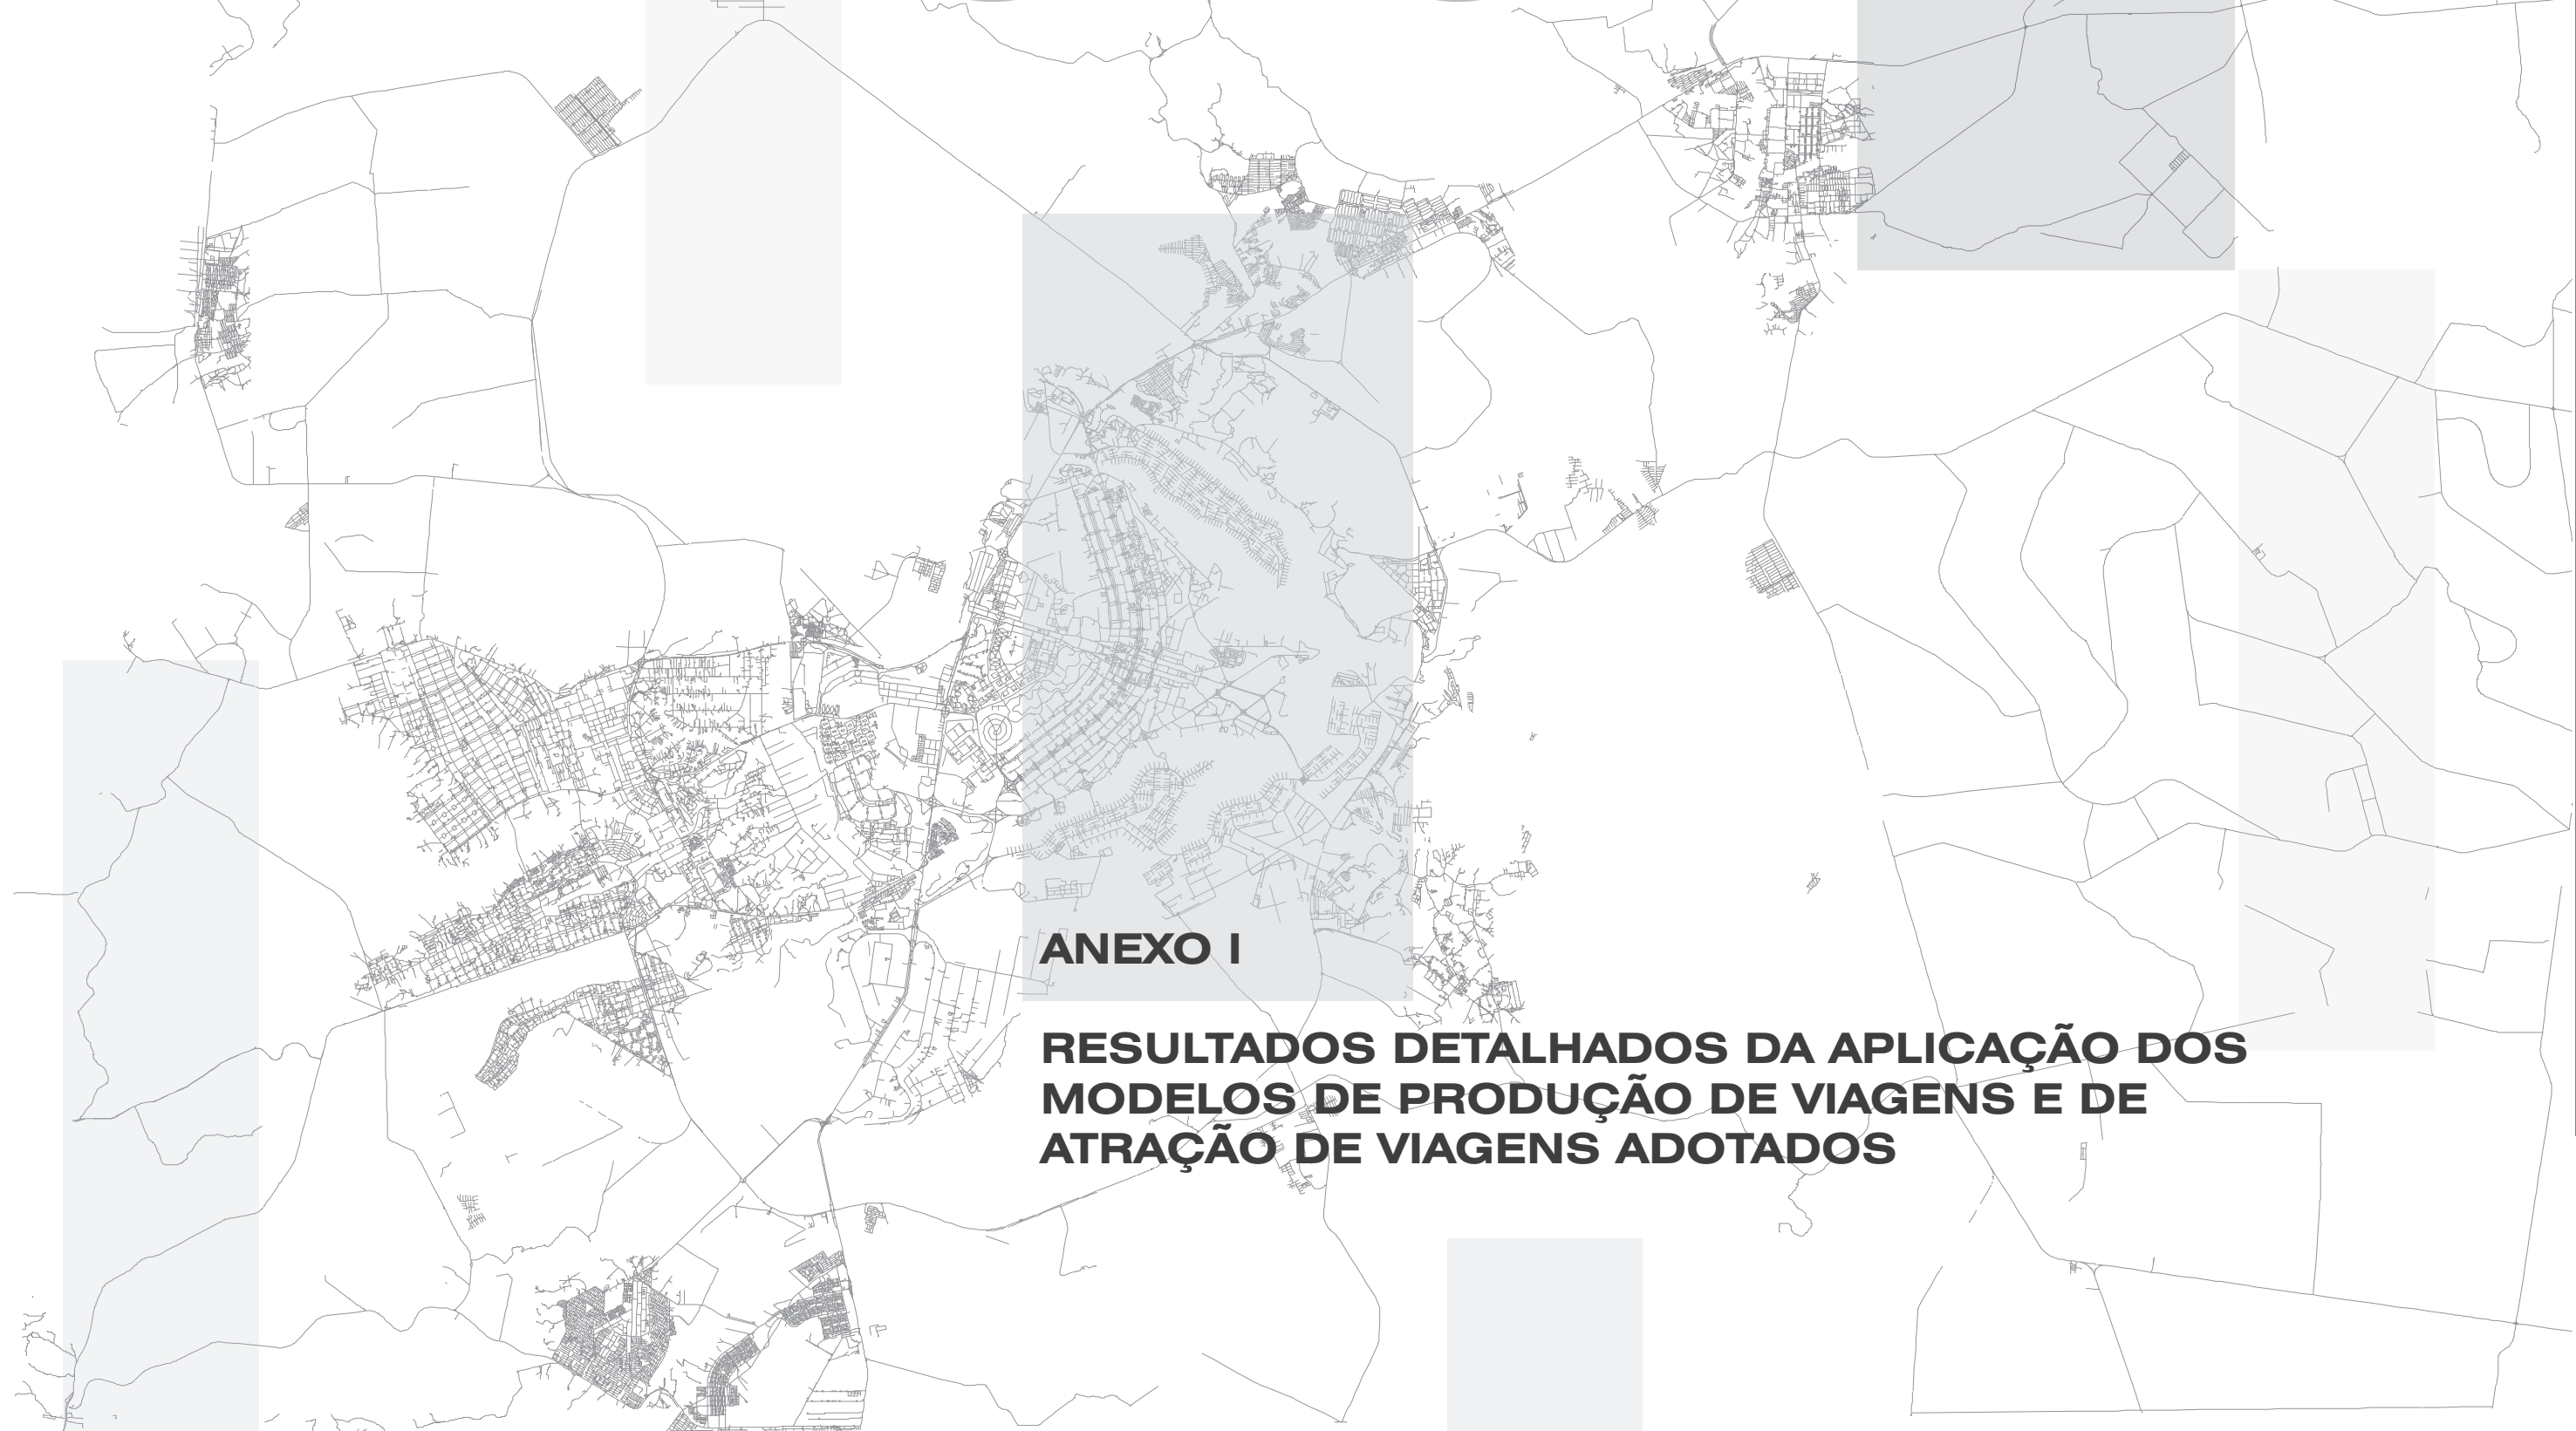 ANEXO I
RESULTADOS DETALHADOS DA APLICAÇÃO DOS
MODELOS DE PRODUÇÃO DE VIAGENS E DE
ATRAÇÃO DE VIAGENS ADOTADOS